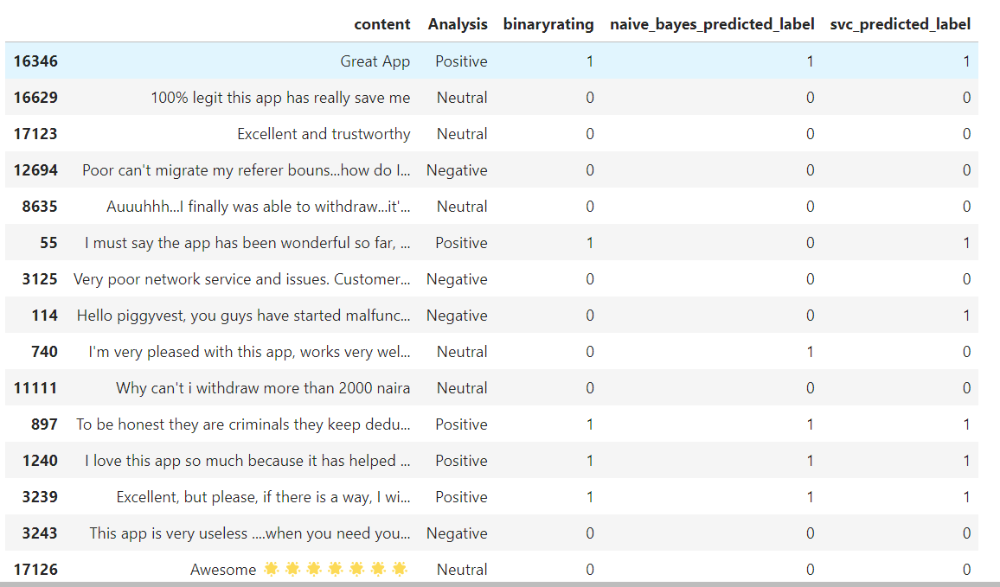 content Analysis binaryrating naive_bayes_predicted_label svc_predicted_label
16346 Great App Positive 1 1 1
16629 100% legit this app has really save me Neutral 0 0 0
17123 Excellent and trustworthy Neutral 0 0 0
12694 Poor can't migrate my referer bouns...how do I... Negative 0 0 0
8635 Auuuhhh...I finally was able to withdraw...it'... Neutral 0 0 0
55 I must say the app has been wonderful so far, ... Positive 1 0 1
3125 Very poor network service and issues. Customer... Negative 0 0 0
114 Hello piggyvest, you guys have started malfunc... Negative 0 0 1
740 I'm very pleased with this app, works very wel... Neutral 0 1 0
11111 Why can't i withdraw more than 2000 naira Neutral 0 0 0
897 To be honest they are criminals they keep dedu... Positive 1 1 1
1240 I love this app so much because it has helped ... Positive 1 1 1
3239 Excellent, but please, if there is a way, I wi... Positive 1 1 1
3243 This app is very useless ....when you need you... Negative 0 0 0
17126 Awesome 🌟🌟🌟🌟🌟🌟🌟 Neutral 0 0 0